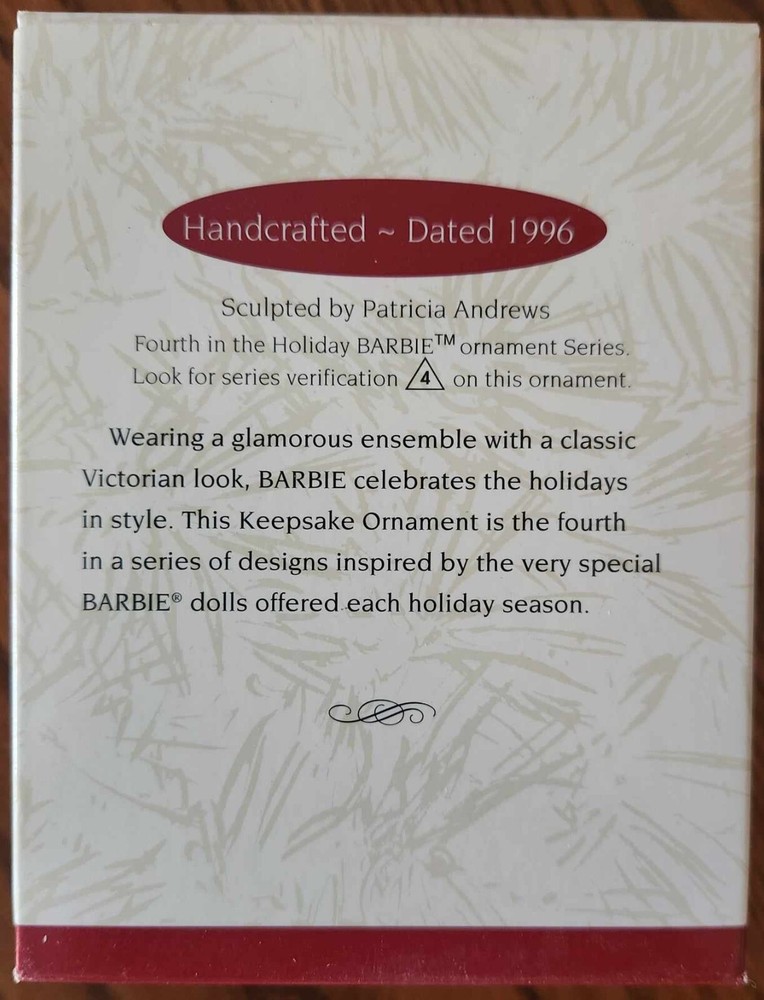 Handcrafted ~ Dated 1996
Sculpted by Patricia Andrews
Fourth in the Holiday BARBIE™ ornament Series.
Look for series verification 4 on this ornament.
Wearing a glamorous ensemble with a classic
Victorian look, BARBIE celebrates the holidays
in style. This Keepsake Ornament is the fourth
in a series of designs inspired by the very special
BARBIE® dolls offered each holiday season.